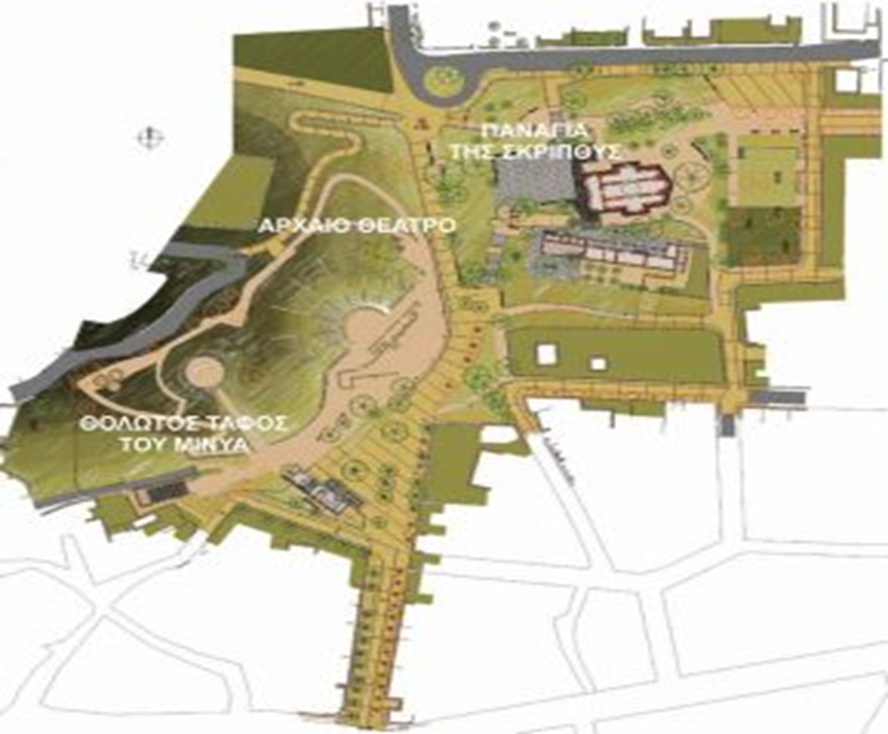 ΠΑΝΑΓΙΑ
ΤΗΣ ΣΚΡΙΠΟΥΣ
ΑΡΧΑΙΟ ΘΕΑΤΡΟ
ΘΟΛΩΤΟΣ ΤΑΦΟΣ
ΤΟΥ ΜΙΝΥΑ